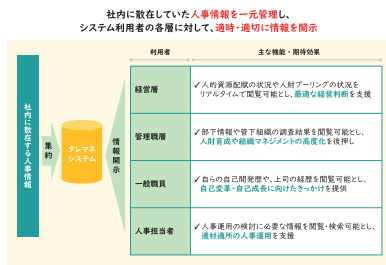 社内に散在していた人事情報を一元管理し、
システム利用者の各層に対して、適時・適切に情報を開示
利用者
主な機能・期待効果
社内に散在する人事情報
集約
タレマネ
システム
情報開示
経営層
✓人的資源配賦の状況や人財プーリングの状況を
リアルタイムで閲覧可能とし、最適な経営判断を支援
管理職層
✓部下情報や管下組織の調査結果を閲覧可能とし、
人財育成や組織マネジメントの高度化を後押し
一般職員
✓自らの自己開発歴や、上司の経歴を閲覧可能とし、
自己変革・自己成長に向けたきっかけを提供
人事担当者
✓人事運用の検討に必要な情報を閲覧・検索可能とし、
適材適所の人事運用を支援